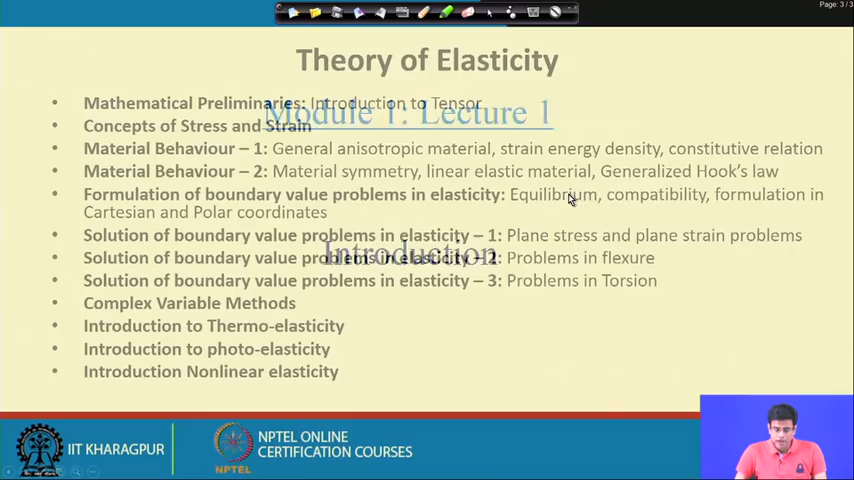 Page: 3 / 3
Theory of Elasticity
• Mathematical Preliminaries: Introduction to Tensor
Module 1: Lecture 1
• Concepts of Stress and Strain
• Material Behaviour – 1: General anisotropic material, strain energy density, constitutive relation
• Material Behaviour – 2: Material symmetry, linear elastic material, Generalized Hook's law
• Formulation of boundary value problems in elasticity: Equilibrium, compatibility, formulation in
Cartesian and Polar coordinates
• Solution of boundary value problems in elasticity – 1: Plane stress and plane strain problems
Introduction
• Solution of boundary value problems in elasticity – 2: Problems in flexure
• Solution of boundary value problems in elasticity – 3: Problems in Torsion
• Complex Variable Methods
• Introduction to Thermo-elasticity
• Introduction to photo-elasticity
• Introduction Nonlinear elasticity
IIT KHARAGPUR
NPTEL
NPTEL ONLINE
CERTIFICATION COURSES